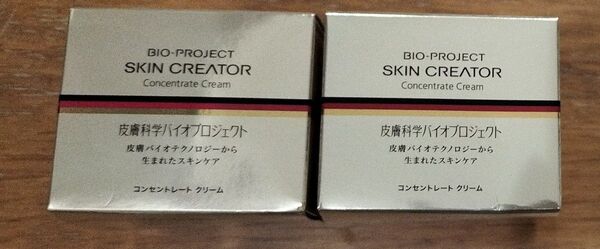 BIO-PROJECT
SKIN CREATOR
Concentrate Cream
皮膚科学バイオプロジェクト
皮膚バイオテクノロジーから
生まれたスキンケア
コンセントレート クリーム
BIO-PROJECT
SKIN CREATOR
Concentrate Cream
皮膚科学バイオプロジェクト
皮膚バイオテクノロジーから
生まれたスキンケア
コンセントレート クリーム